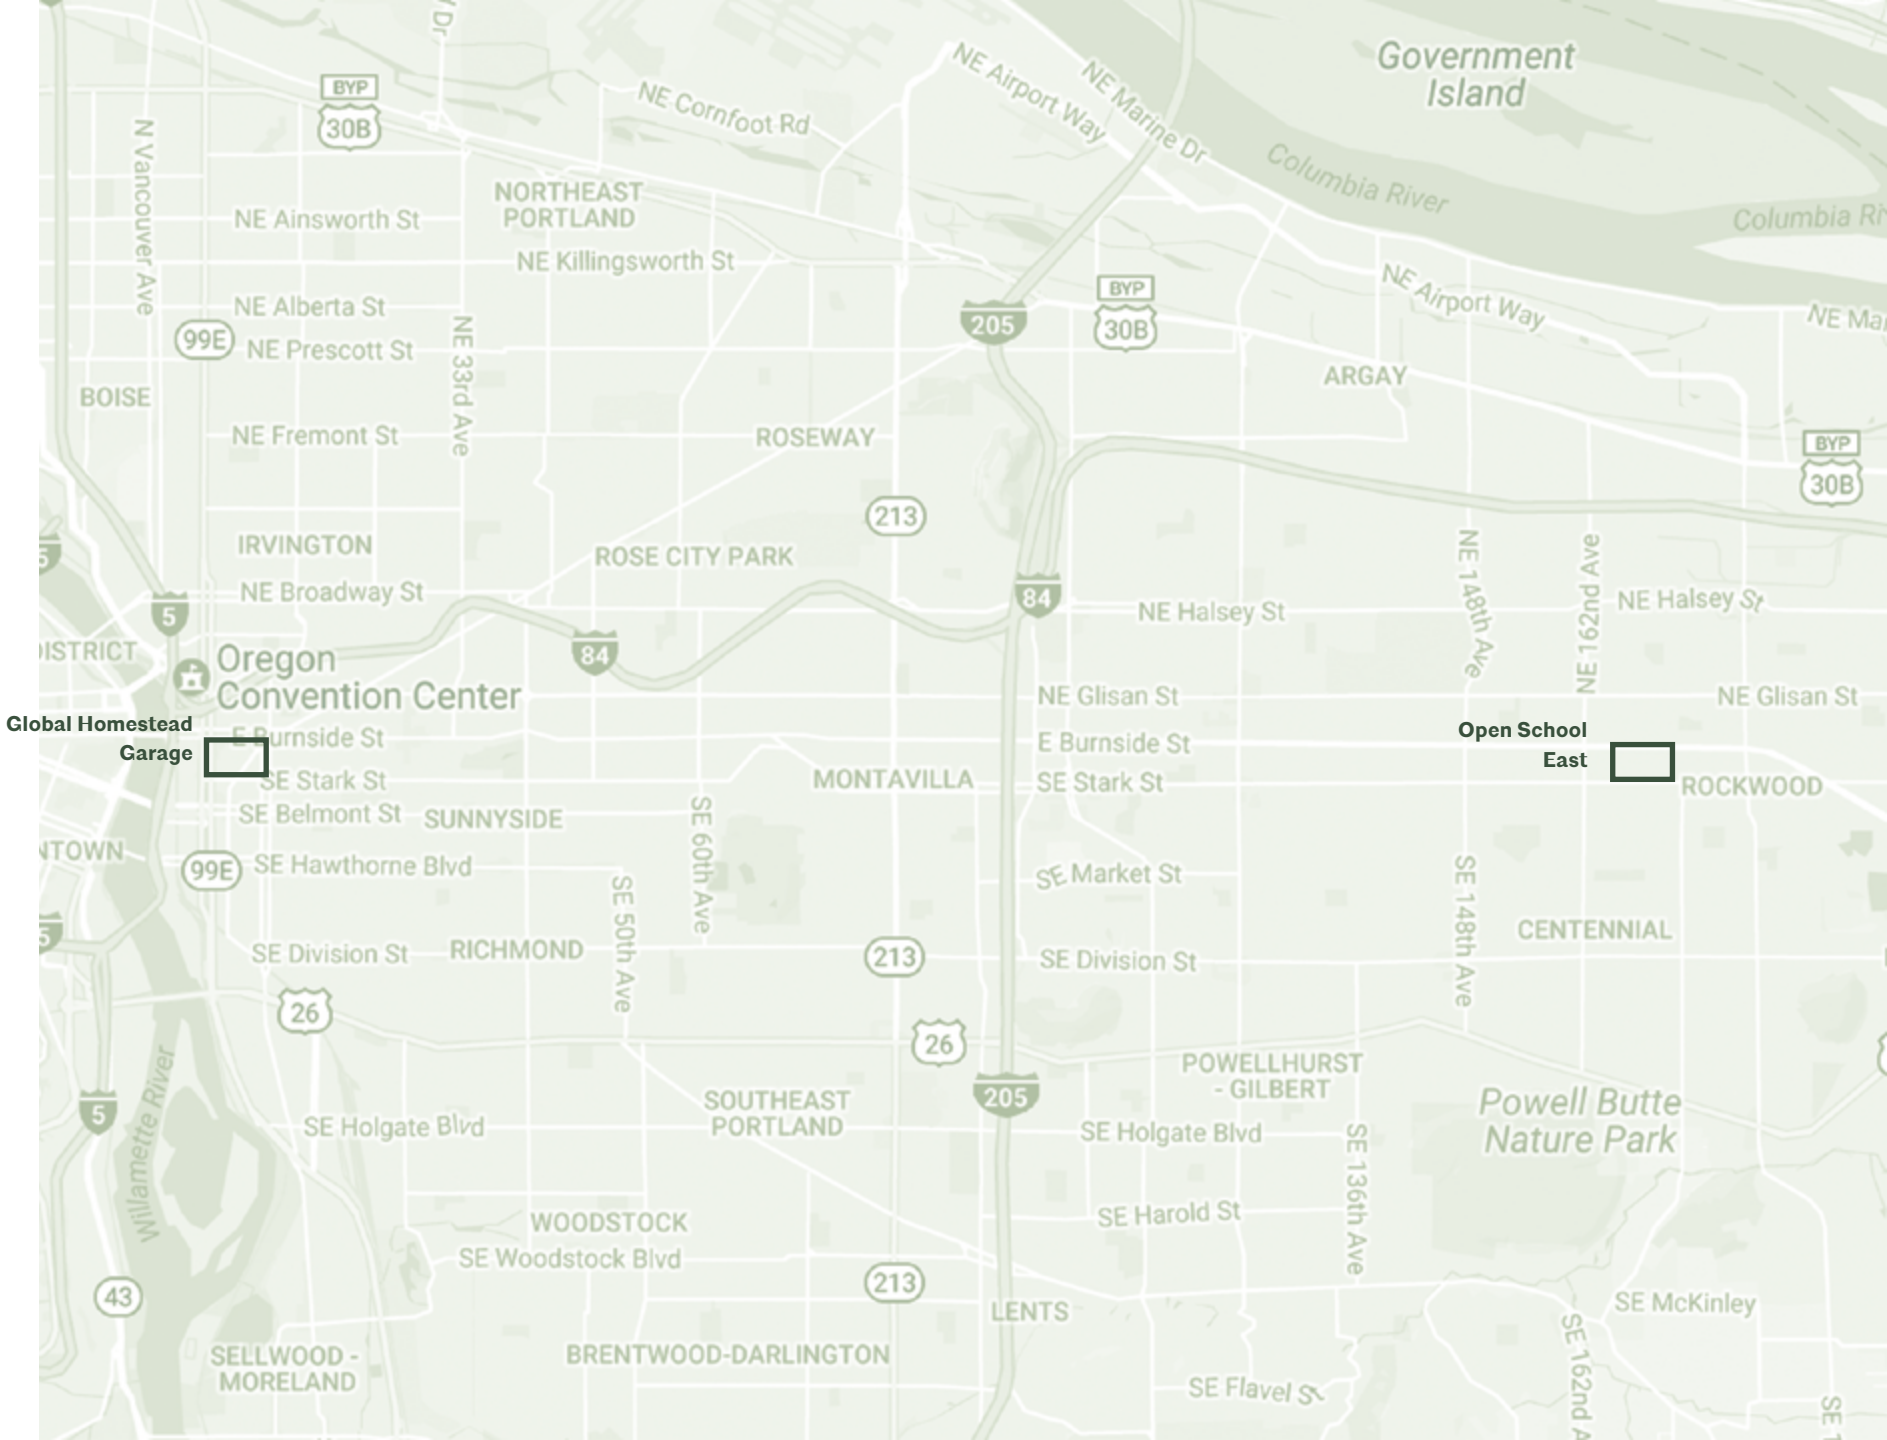 Government
Island
NE Airport Way
NE Marine Dr
BYP
30B
NE Cornfoot Rd
N Vancouver Ave
Columbia River
NORTHEAST
PORTLAND
NE Ainsworth St
NE Killingsworth St
BYP
30B
NE Airport Way
NE Alberta St
205
99E
NE Prescott St
NE 33rd Ave
ARGAY
BOISE
NE Fremont St
ROSEWAY
BYP
30B
213
IRVINGTON
ROSE CITY PARK
NE 148th Ave
NE 162nd Ave
5
NE Broadway St
84
NE Halsey St
NE Halsey St
5
84
Oregon
Convention Center
NE Glisan St
NE Glisan St
Global Homestead
Garage
E Burnside St
E Burnside St
Open School
East
SE Stark St
MONTAVILLA
SE Stark St
ROCKWOOD
SE Belmont St
SUNNYSIDE
SE 60th Ave
99E
SE Hawthorne Blvd
SE 50th Ave
SE Market St
SE 148th Ave
5
SE Division St
RICHMOND
213
SE Division St
CENTENNIAL
26
26
POWELLHURST
- GILBERT
205
Willamette River
5
SE Holgate Blvd
SOUTHEAST
PORTLAND
SE Holgate Blvd
SE 136th Ave
Powell Butte
Nature Park
WOODSTOCK
SE Harold St
SE Woodstock Blvd
43
213
LENTS
SE McKinley
SE 162nd A
SELLWOOD -
MORELAND
BRENTWOOD-DARLINGTON
SE Flavel St